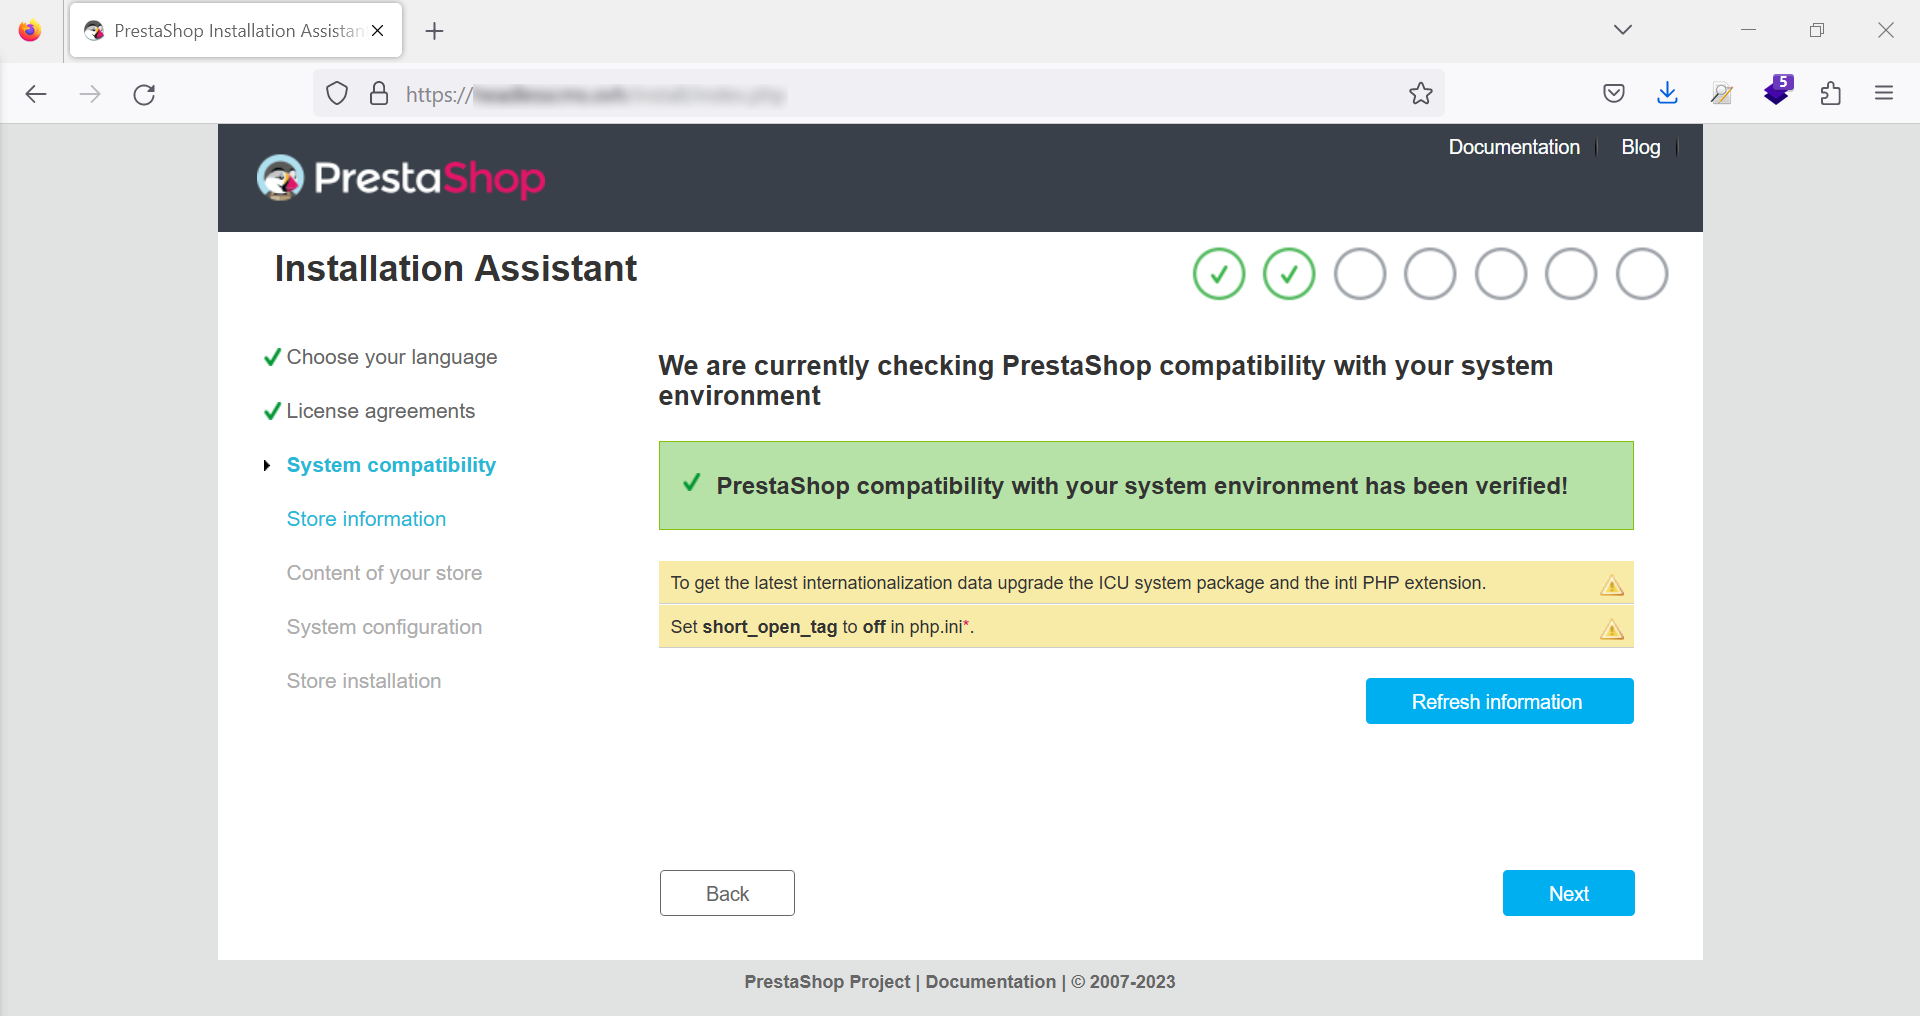 PrestaShop Installation Assistan
5
https://
Documentation
Blog
PrestaShop
Installation Assistant
Choose your language
License agreements
System compatibility
Store information
Content of your store
System configuration
Store installation
We are currently checking PrestaShop compatibility with your system
environment
PrestaShop compatibility with your system environment has been verified!
To get the latest internationalization data upgrade the ICU system package and the intl PHP extension.
Set short_open_tag to off in php.ini*.
Refresh information
Back
Next
PrestaShop Project | Documentation | © 2007-2023